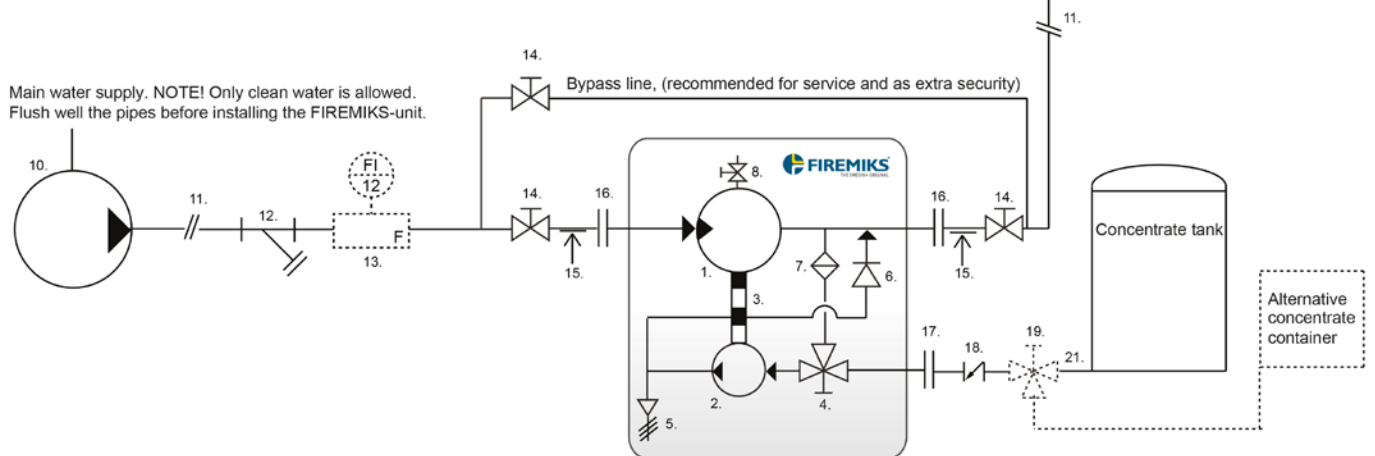 11.
14.
Main water supply. NOTE! Only clean water is allowed.
Flush well the pipes before installing the FIREMIKS-unit.
Bypass line, (recommended for service and as extra security)
10.
FI
12
FIREMIKS
THE SWEDISH ORIGINAL
8.
11.
12.
F
13.
14.
16.
15.
1.
7.
6.
16.
14.
15.
Concentrate tank
3.
2.
4.
5.
17.
18.
19.
21.
Alternative
concentrate
container